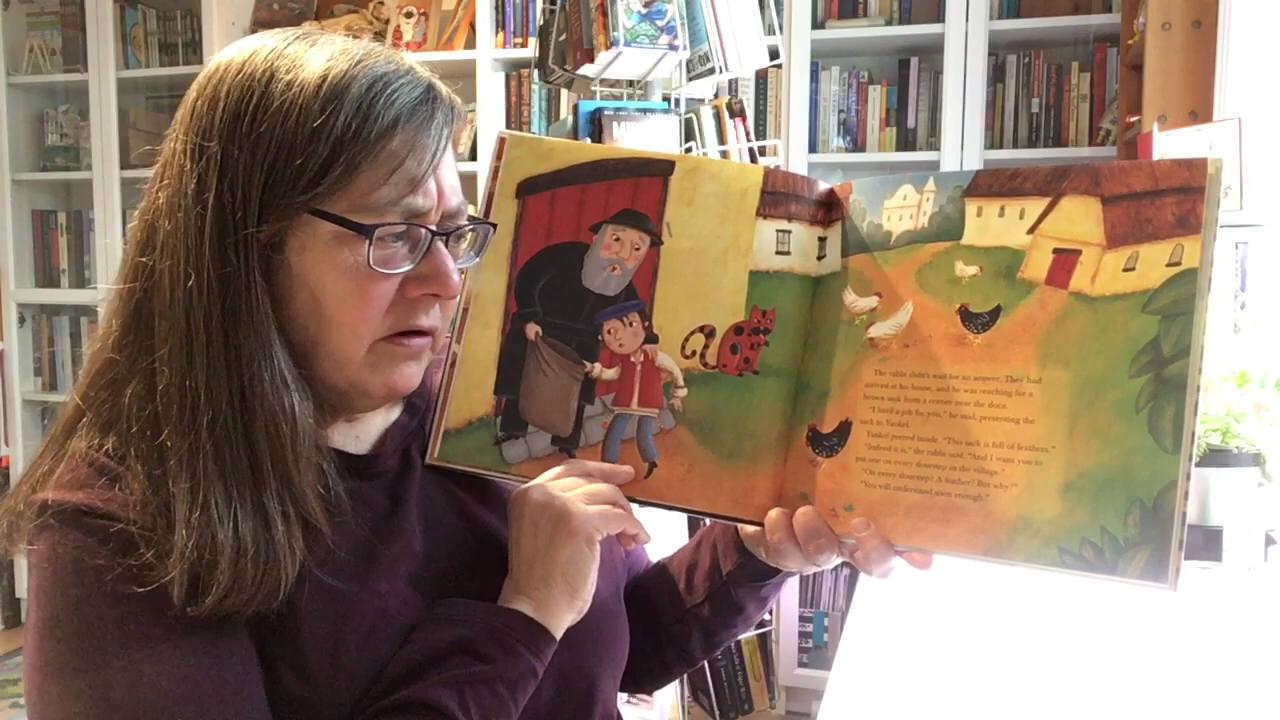 The rabbi didn't wait for an answer. They had
arrived at his house, and he was reaching for a
brown sack from a corner near the door.
"I have a job for you," he said, presenting the
sack to Yankel.
Yankel peered inside. "This sack is full of feathers."
"Indeed it is," the rabbi said. "And I want you to
put one on every doorstep in the village."
"On every doorstep? A feather? But why?"
"You will understand soon enough."